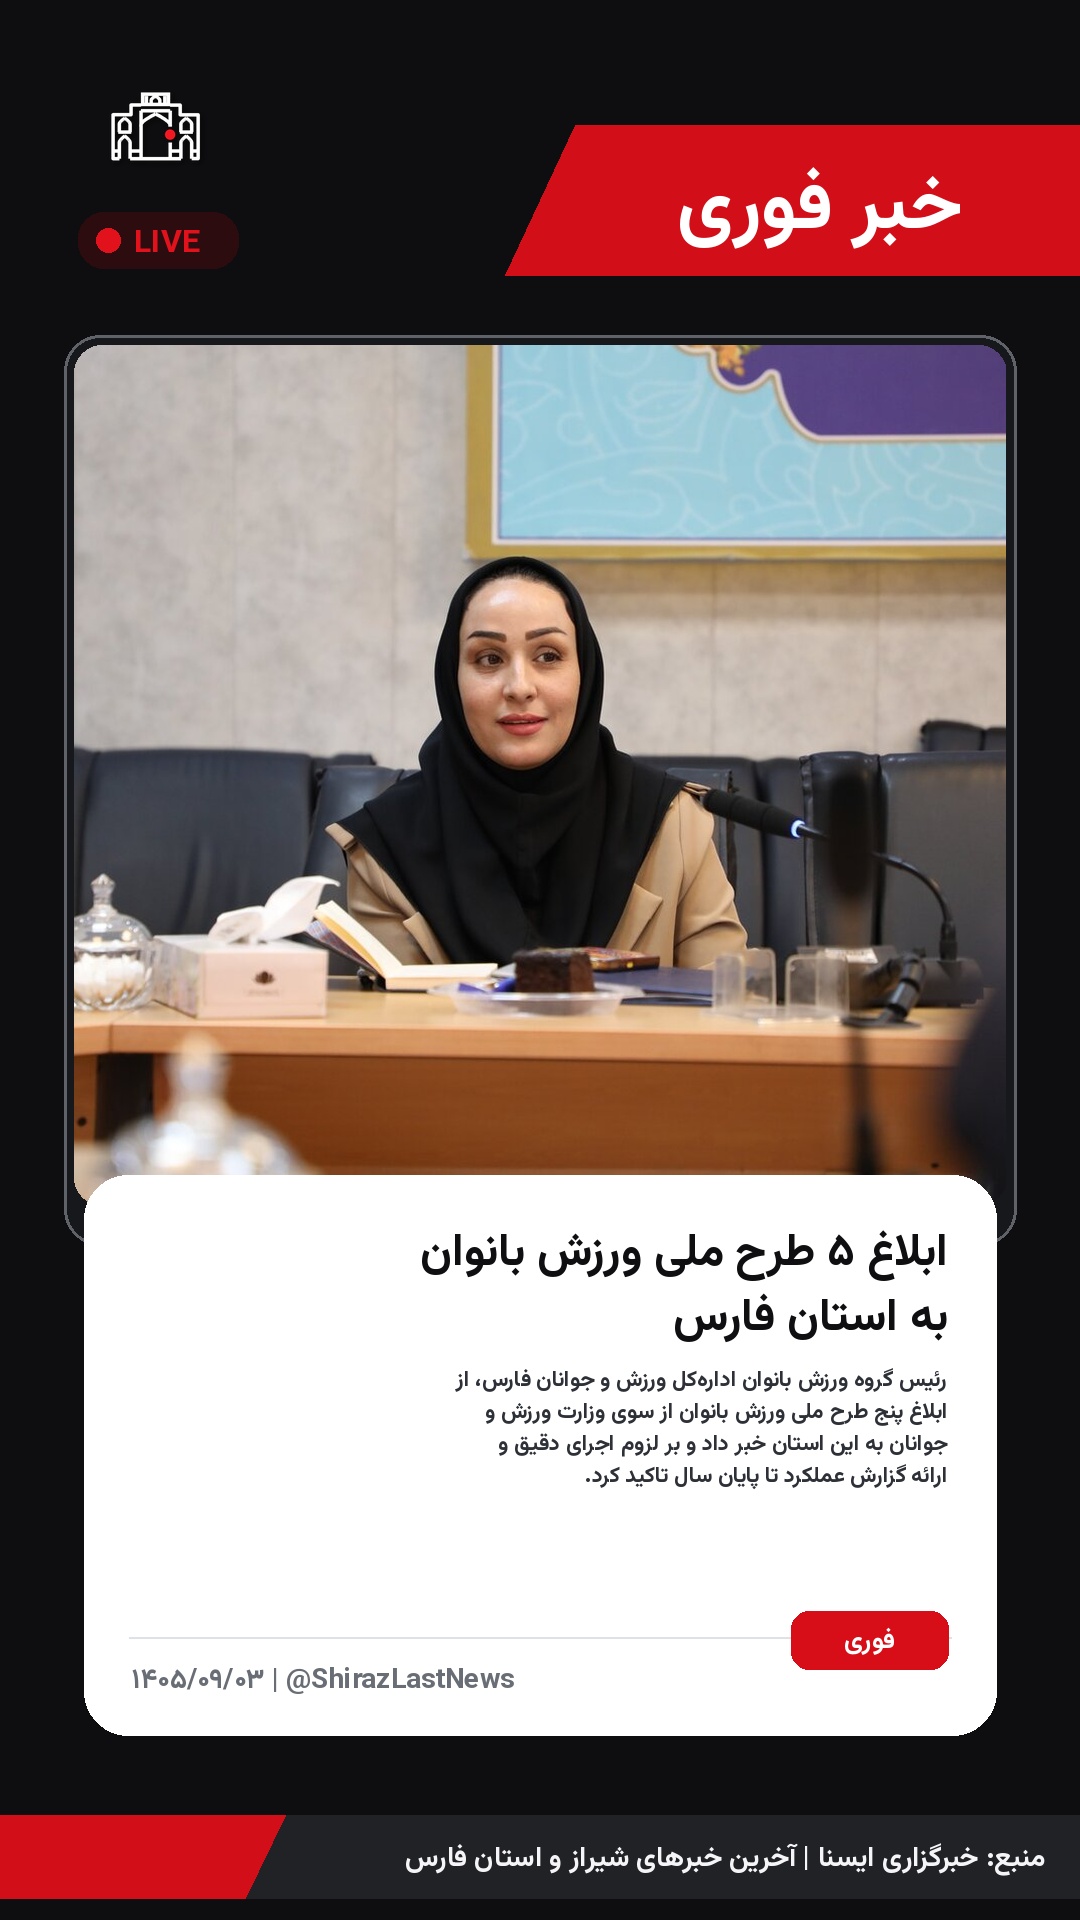 خبر فوری
LIVE
ابلاغ ۵ طرح ملی ورزش بانوان
به استان فارس
رئیس گروه ورزش بانوان اداره‌کل ورزش و جوانان فارس، از
ابلاغ پنج طرح ملی ورزش بانوان از سوی وزارت ورزش و
جوانان به این استان خبر داد و بر لزوم اجرای دقیق و
ارائه گزارش عملکرد تا پایان سال تاکید کرد.
فوری
۱۴۰۵/۰۹/۰۳ | @ShirazLastNews
منبع: خبرگزاری ایسنا | آخرین خبرهای شیراز و استان فارس